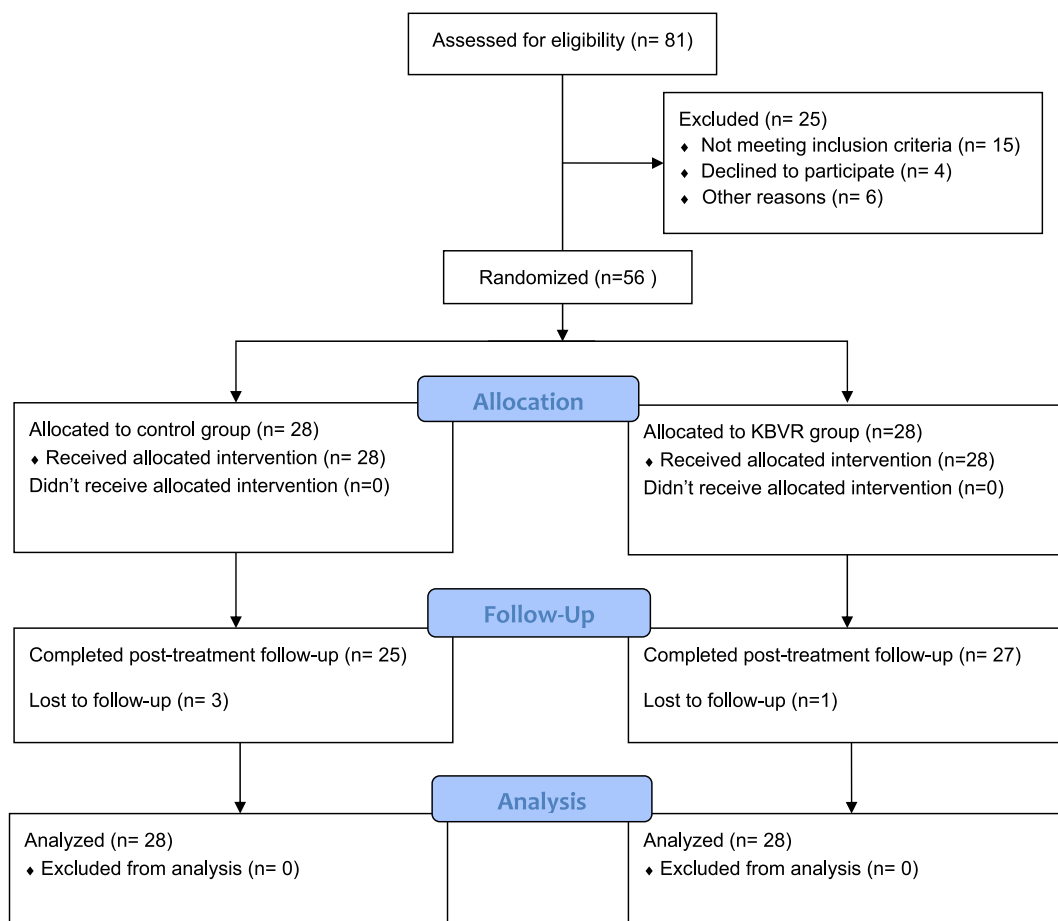 Assessed for eligibility (n= 81)
Excluded (n= 25)
♦ Not meeting inclusion criteria (n= 15)
♦ Declined to participate (n= 4)
♦ Other reasons (n= 6)
Randomized (n=56 )
Allocation
Allocated to control group (n= 28)
♦ Received allocated intervention (n= 28)
Didn’t receive allocated intervention (n=0)
Allocated to KBVR group (n=28)
♦ Received allocated intervention (n=28)
Didn’t receive allocated intervention (n=0)
Follow-Up
Completed post-treatment follow-up (n= 25)
Lost to follow-up (n= 3)
Completed post-treatment follow-up (n= 27)
Lost to follow-up (n=1)
Analysis
Analyzed (n= 28)
♦ Excluded from analysis (n= 0)
Analyzed (n= 28)
♦ Excluded from analysis (n= 0)